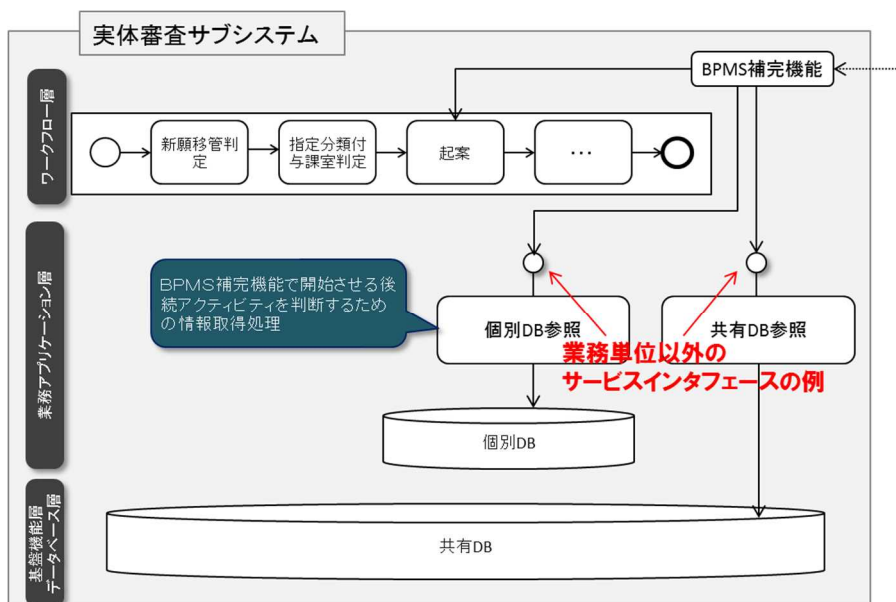 実体審査サブシステム
BPMS補完機能
ワークフロー層
新願移管判
定
指定分類付
与課室判定
起案
・・・
業務アプリケーション層
BPMS補完機能で開始させる後
続アクティビティを判断するため
の情報取得処理
個別DB参照
共有DB参照
業務単位以外の
サービスインタフェースの例
個別DB
基盤機能層
データベース層
共有DB